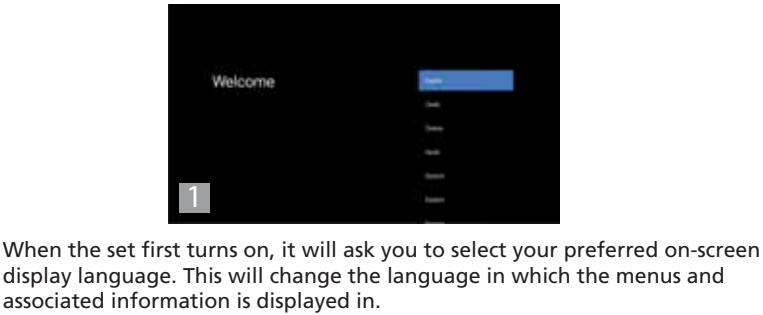 Welcome
1
When the set first turns on, it will ask you to select your preferred on-screen
display language. This will change the language in which the menus and
associated information is displayed in.